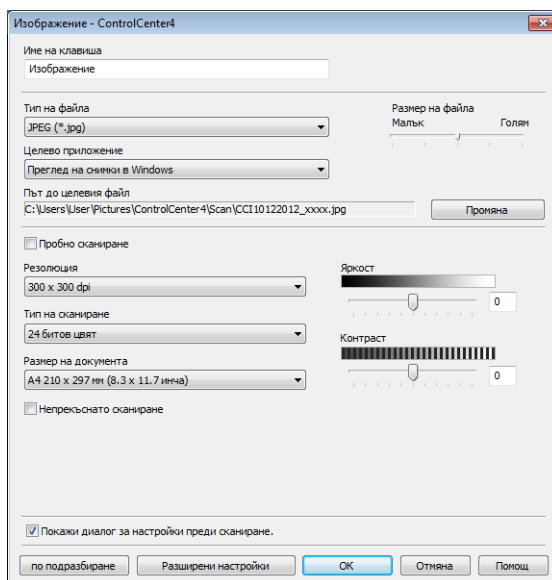 Изображение - ControlCenter4
Име на клавиша
Изображение
Тип на файла
JPEG (*.jpg)
Размер на файла
Малък Голям
Целево приложение
Преглед на снимки в Windows
Път до целевия файл
C:\Users\User\Pictures\ControlCenter4\Scan\CCI10122012_xxxx.jpg
Промяна
Пробно сканиране
Резолюция
300 x 300 dpi
Яркост
0
Тип на сканиране
24 битов цвят
Контраст
0
Размер на документа
A4 210 x 297 мм (8.3 x 11.7 инча)
Непрекъснато сканиране
Покажи диалог за настройки преди сканиране.
по подразбиране Разширени настройки OK Отмяна Помощ